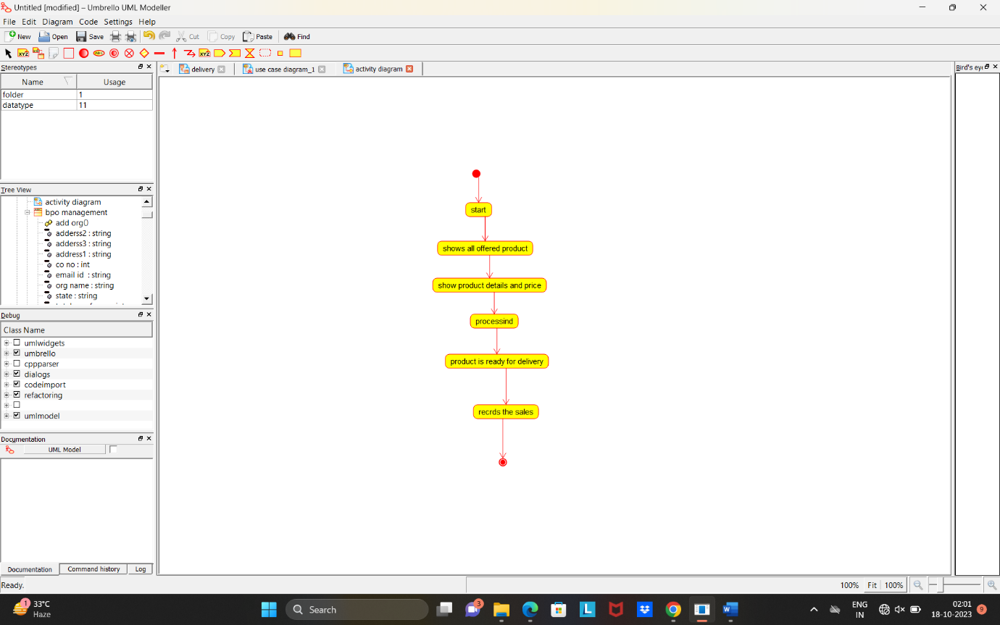 Untitled [modified] – Umbrello UML Modeller
File Edit Diagram Code Settings Help
New Open Save Cut Copy Paste Find
XYZ ABC XYZ
Stereotypes
Name Usage
folder 1
datatype 11
Tree View
activity diagram
bpo management
add org()
adderss2 : string
adderss3 : string
address1 : string
co no : int
email id : string
org name : string
state : string
Debug
Class Name
umlwidgets
umbrello
cppparser
dialogs
codeimport
refactoring
umlmodel
Documentation
UML Model
Documentation Command history Log
Ready.
delivery use case diagram_1 activity diagram
start
shows all offered product
show product details and price
processind
product is ready for delivery
recrds the sales
Bird's eye
100% Fit 100%
1 33°C
Haze
Search
3
L
W
ENG
IN
02:01
18-10-2023
9